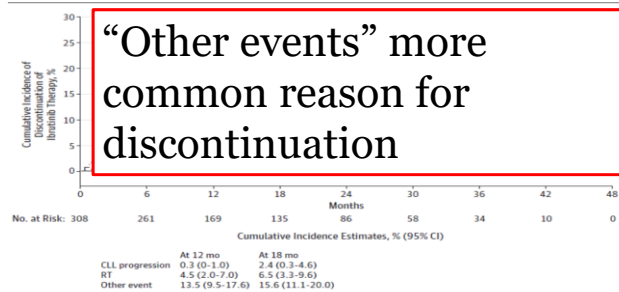 30
“Other events” more
common reason for
discontinuation
25
20
15
10
5
0
Cumulative Incidence of
Discontinuation of
Ibrutinib Therapy, %
0 6 12 18 24 30 36 42 48
Months
No. at Risk: 308 261 169 135 86 58 34 10 0
Cumulative Incidence Estimates, % (95% CI)
At 12 mo At 18 mo
CLL progression 0.3 (0-1.0) 2.4 (0.3-4.6)
RT 4.5 (2.0-7.0) 6.5 (3.3-9.6)
Other event 13.5 (9.5-17.6) 15.6 (11.1-20.0)